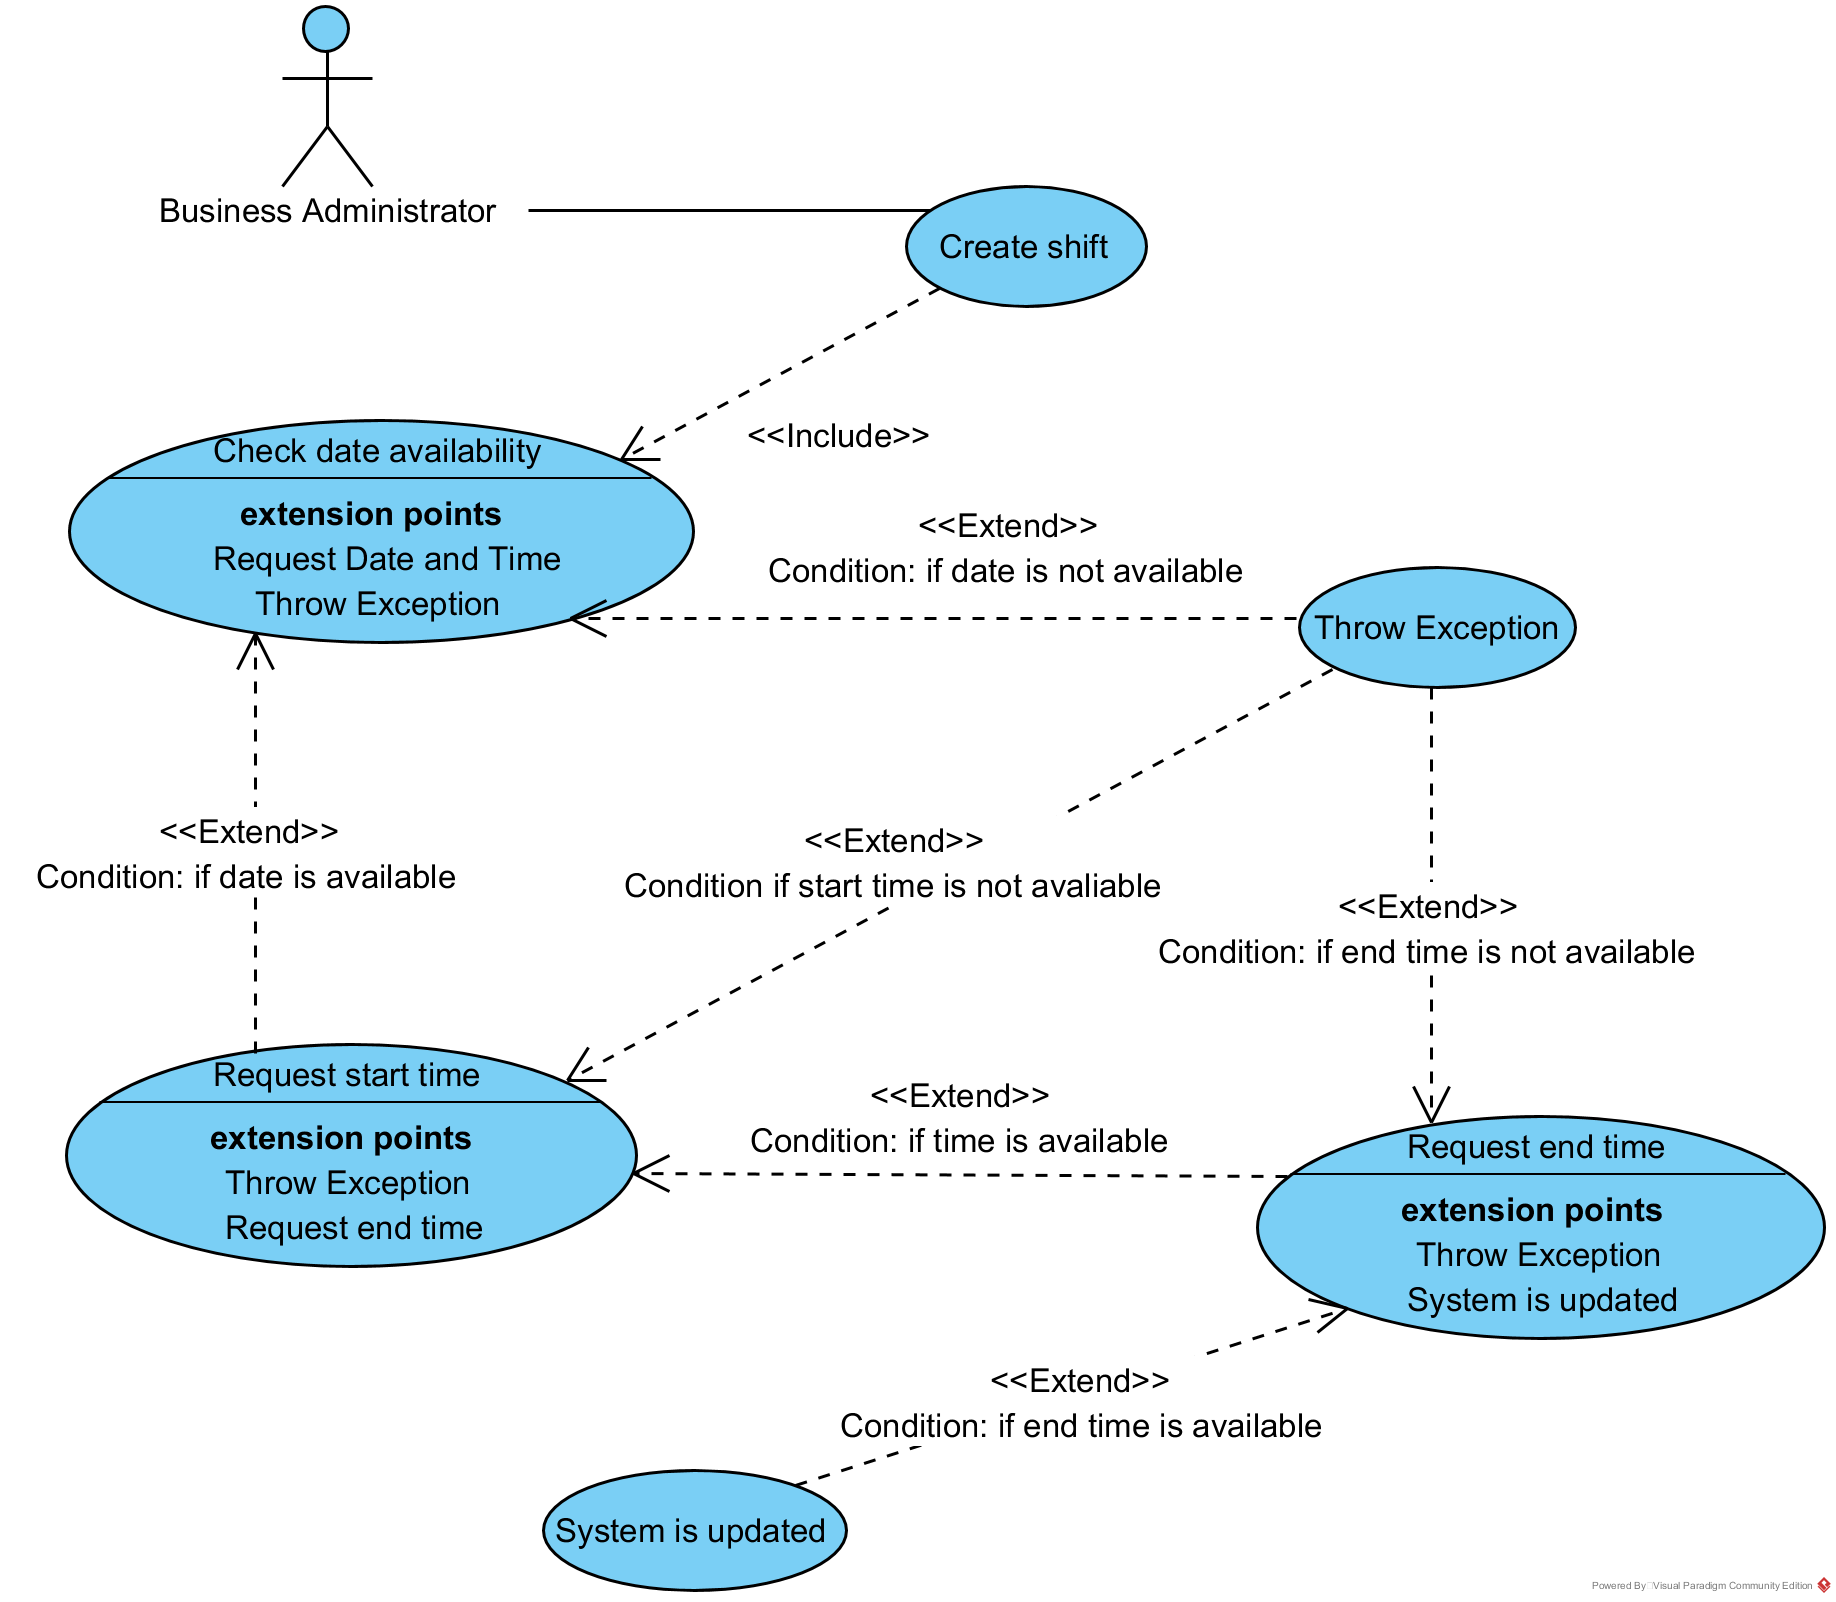 Business Administrator
Create shift
<<Include>>
Check date availability
extension points
Request Date and Time
Throw Exception
<<Extend>>
Condition: if date is not available
Throw Exception
<<Extend>>
Condition: if date is available
<<Extend>>
Condition if start time is not avaliable
<<Extend>>
Condition: if end time is not available
Request start time
extension points
Throw Exception
Request end time
<<Extend>>
Condition: if time is available
Request end time
extension points
Throw Exception
System is updated
<<Extend>>
Condition: if end time is available
System is updated
Powered By Visual Paradigm Community Edition